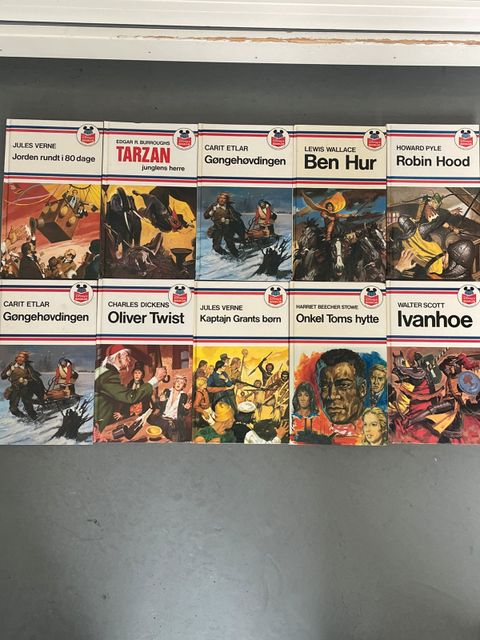 JULES VERNE
Jorden rundt i 80 dage
EDGAR R. BURROUGHS
TARZAN
junglens herre
CARIT ETLAR
Gøngehøvdingen
LEWIS WALLACE
Ben Hur
HOWARD PYLE
Robin Hood
CARIT ETLAR
Gøngehøvdingen
CHARLES DICKENS
Oliver Twist
JULES VERNE
Kaptajn Grants børn
HARRIET BEECHER STOWE
Onkel Toms hytte
WALTER SCOTT
Ivanhoe